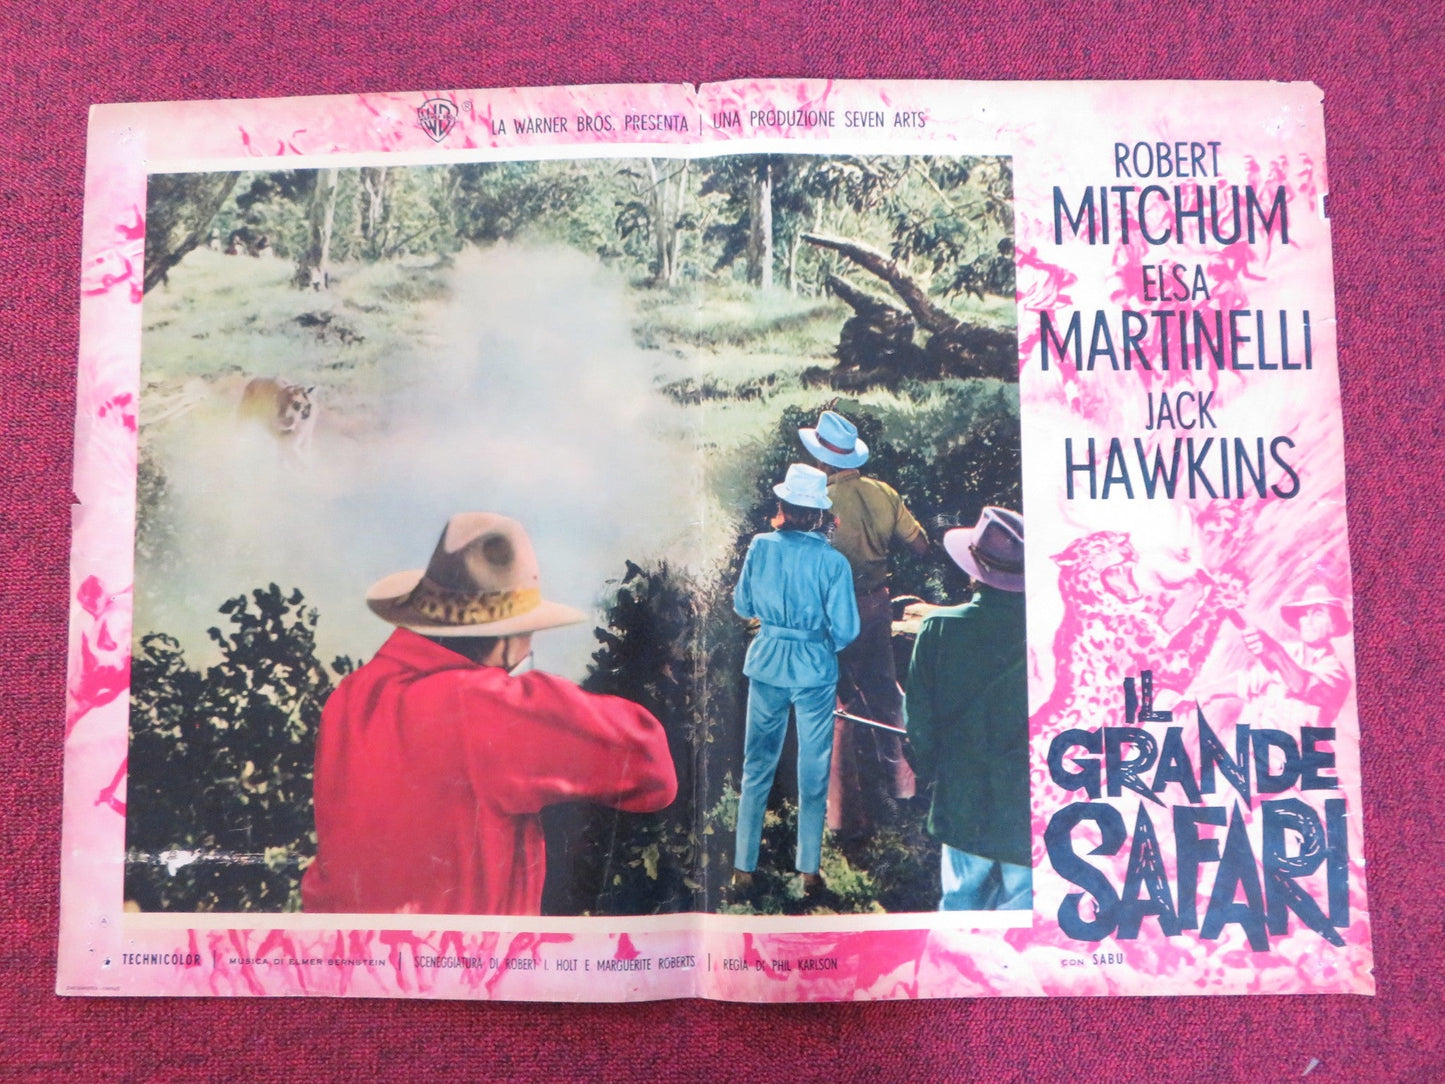 LA WARNER BROS. PRESENTA | UNA PRODUZIONE SEVEN ARTS
ROBERT
MITCHUM
ELSA
MARTINELLI
JACK
HAWKINS
IL
GRANDE
SAFARI
CON SABU
TECHNICOLOR | MUSICA DI ELMER BERNSTEIN | SCENEGGIATURA DI ROBERT I. HOLT E MARGUERITE ROBERTS | REGIA DI PHIL KARLSON